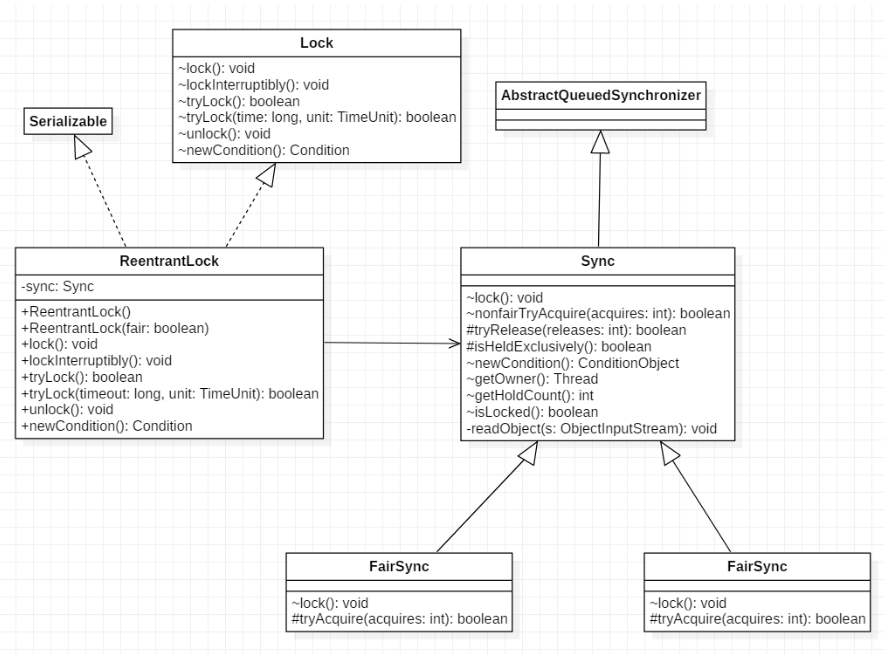 Lock
~lock(): void
~lockInterruptibly(): void
~tryLock(): boolean
~tryLock(time: long, unit: TimeUnit): boolean
~unlock(): void
~newCondition(): Condition
Serializable
AbstractQueuedSynchronizer
ReentrantLock
-sync: Sync
+ReentrantLock()
+ReentrantLock(fair: boolean)
+lock(): void
+lockInterruptibly(): void
+tryLock(): boolean
+tryLock(timeout: long, unit: TimeUnit): boolean
+unlock(): void
+newCondition(): Condition
Sync
~lock(): void
~nonfairTryAcquire(acquires: int): boolean
#tryRelease(releases: int): boolean
#isHeldExclusively(): boolean
~newCondition(): ConditionObject
~getOwner(): Thread
~getHoldCount(): int
~isLocked(): boolean
-readObject(s: ObjectInputStream): void
FairSync
~lock(): void
#tryAcquire(acquires: int): boolean
FairSync
~lock(): void
#tryAcquire(acquires: int): boolean